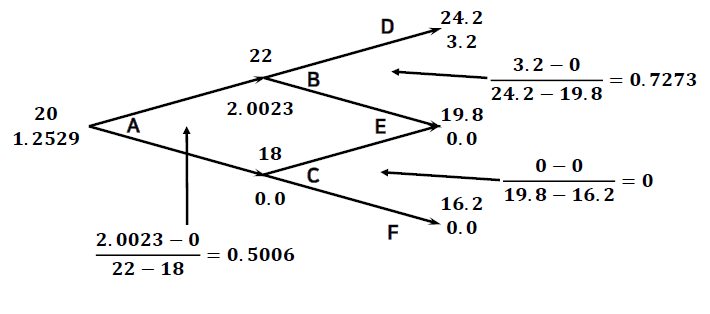 24.2
D
3.2
22
3.2 − 0
B
= 0.7273
24.2 − 19.8
20
2.0023
19.8
A
E
1.2529
0.0
18
0 − 0
C
= 0
19.8 − 16.2
0.0
16.2
F
0.0
2.0023 − 0
= 0.5006
22 − 18